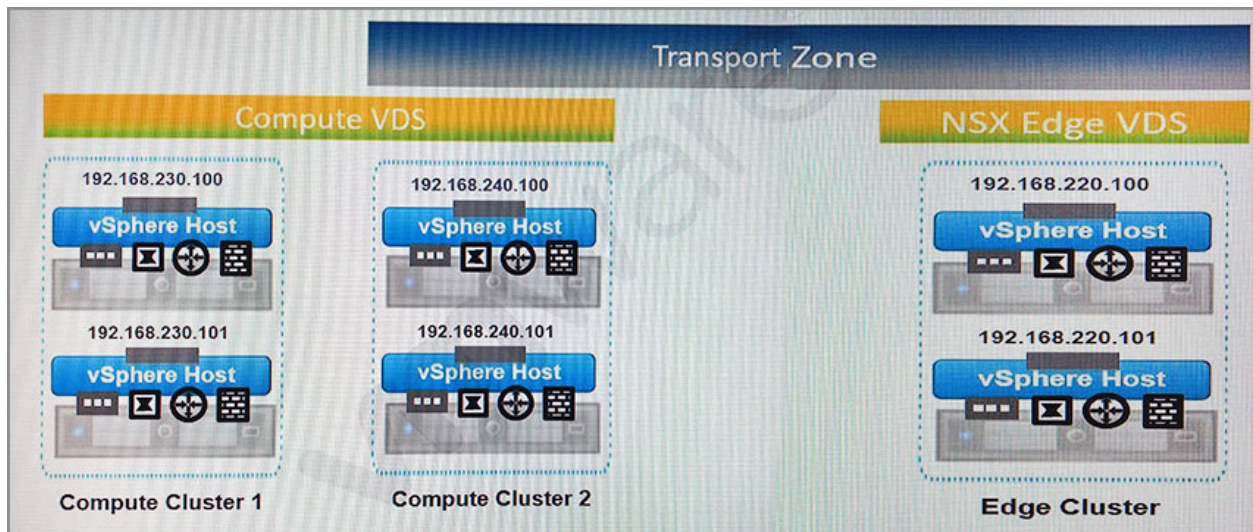 Transport Zone
Compute VDS
NSX Edge VDS
192.168.230.100
vSphere Host
192.168.230.101
vSphere Host
Compute Cluster 1
192.168.240.100
vSphere Host
192.168.240.101
vSphere Host
Compute Cluster 2
192.168.220.100
vSphere Host
192.168.220.101
vSphere Host
Edge Cluster